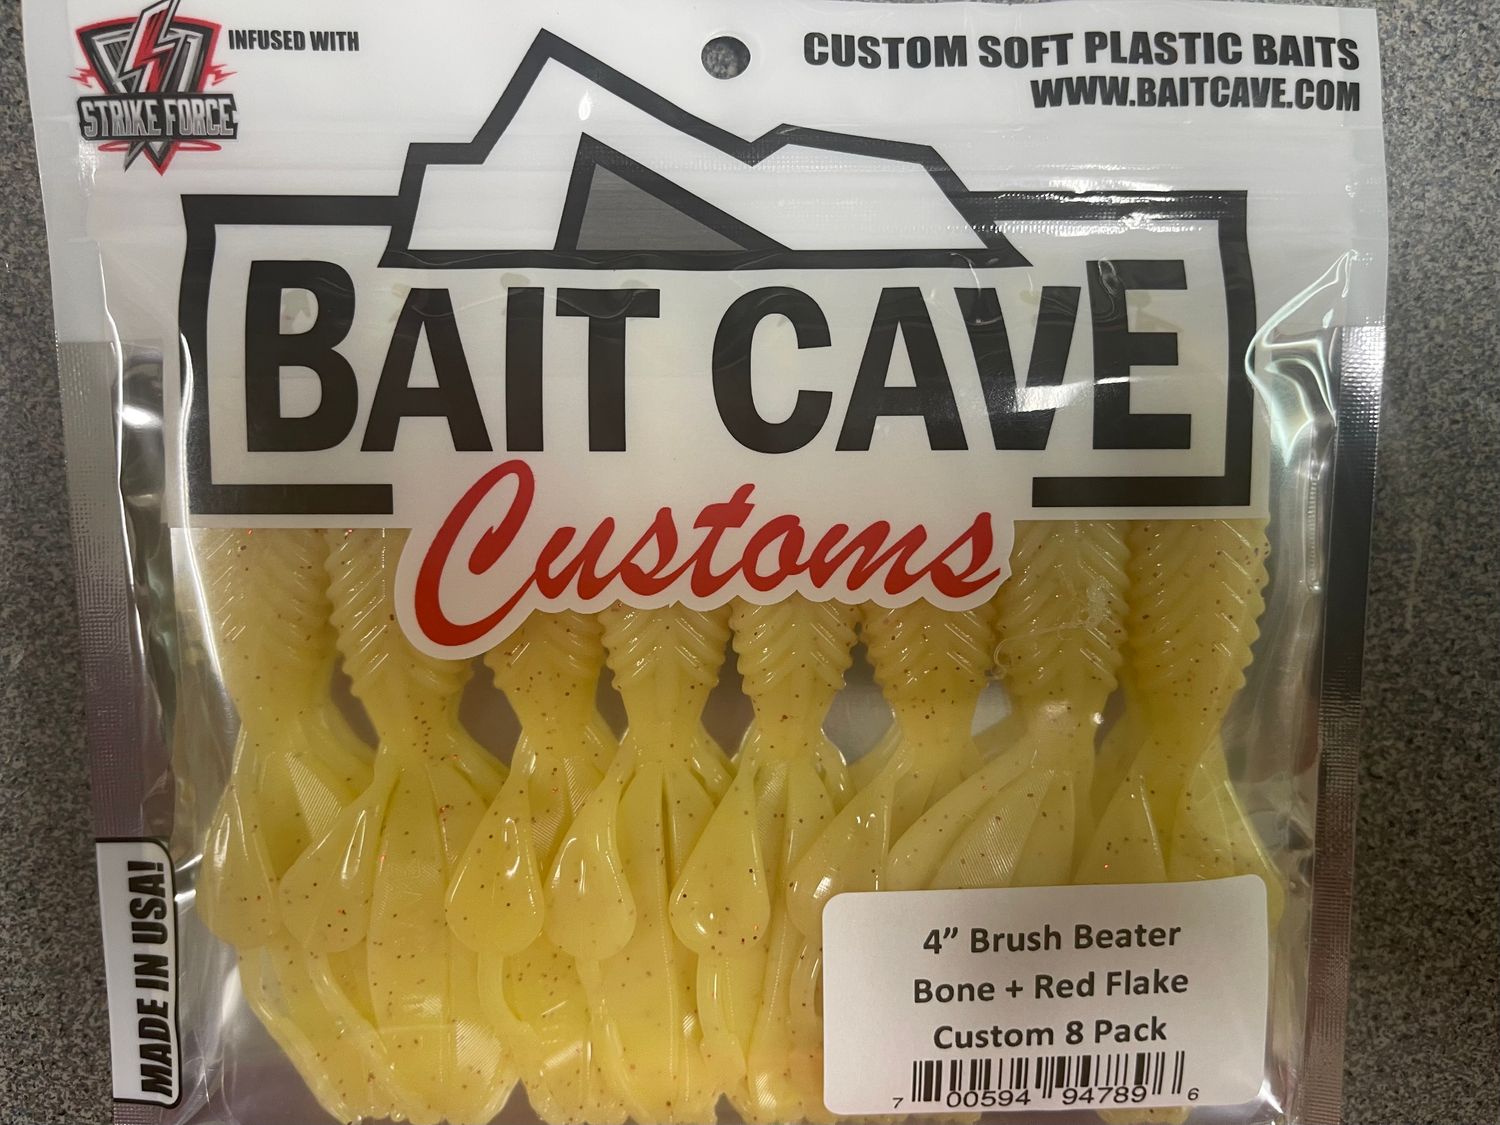 INFUSED WITH
STRIKE FORCE
CUSTOM SOFT PLASTIC BAITS
WWW.BAITCAVE.COM
BAIT CAVE
Customs
MADE IN USA!
4” Brush Beater
Bone + Red Flake
Custom 8 Pack
7 00594 94789 6